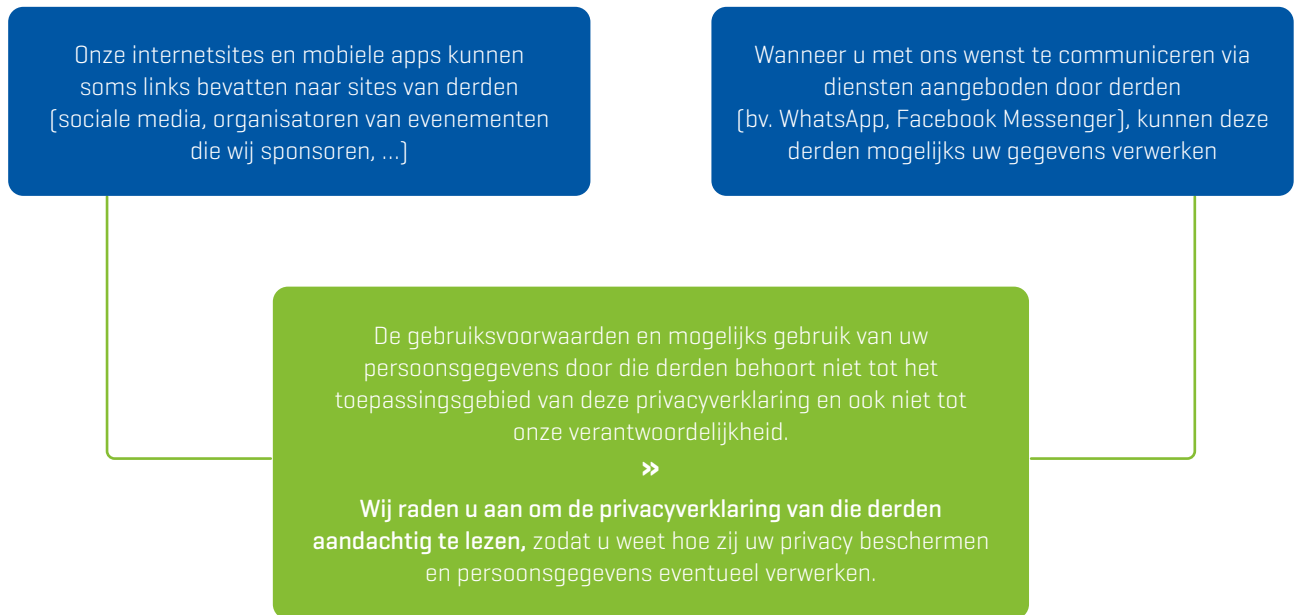 Onze internetsites en mobiele apps kunnen
soms links bevatten naar sites van derden
(sociale media, organisatoren van evenementen
die wij sponsoren, ...)
Wanneer u met ons wenst te communiceren via
diensten aangeboden door derden
(bv. WhatsApp, Facebook Messenger), kunnen deze
derden mogelijks uw gegevens verwerken
De gebruiksvoorwaarden en mogelijks gebruik van uw
persoonsgegevens door die derden behoort niet tot het
toepassingsgebied van deze privacyverklaring en ook niet tot
onze verantwoordelijkheid.
»
Wij raden u aan om de privacyverklaring van die derden
aandachtig te lezen, zodat u weet hoe zij uw privacy beschermen
en persoonsgegevens eventueel verwerken.